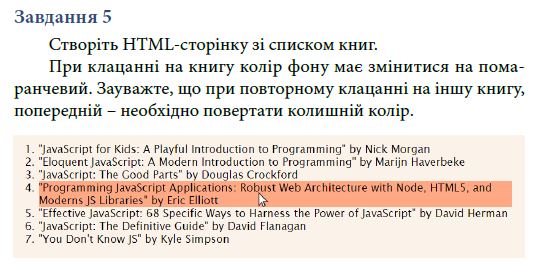 Завдання 5
Створіть HTML-сторінку зі списком книг.
При клацанні на книгу колір фону має змінитися на пома-
ранчевий. Зауважте, що при повторному клацанні на іншу книгу,
попередній – необхідно повертати колишній колір.
1. "JavaScript for Kids: A Playful Introduction to Programming" by Nick Morgan
2. "Eloquent JavaScript: A Modern Introduction to Programming" by Marijn Haverbeke
3. "JavaScript: The Good Parts" by Douglas Crockford
4. "Programming JavaScript Applications: Robust Web Architecture with Node, HTML5, and
Moderns JS Libraries" by Eric Elliott
5. "Effective JavaScript: 68 Specific Ways to Harness the Power of JavaScript" by David Herman
6. "JavaScript: The Definitive Guide" by David Flanagan
7. "You Don't Know JS" by Kyle Simpson